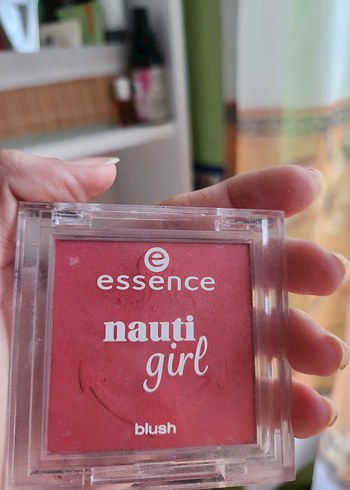 e
essence
nauti
girl
blush